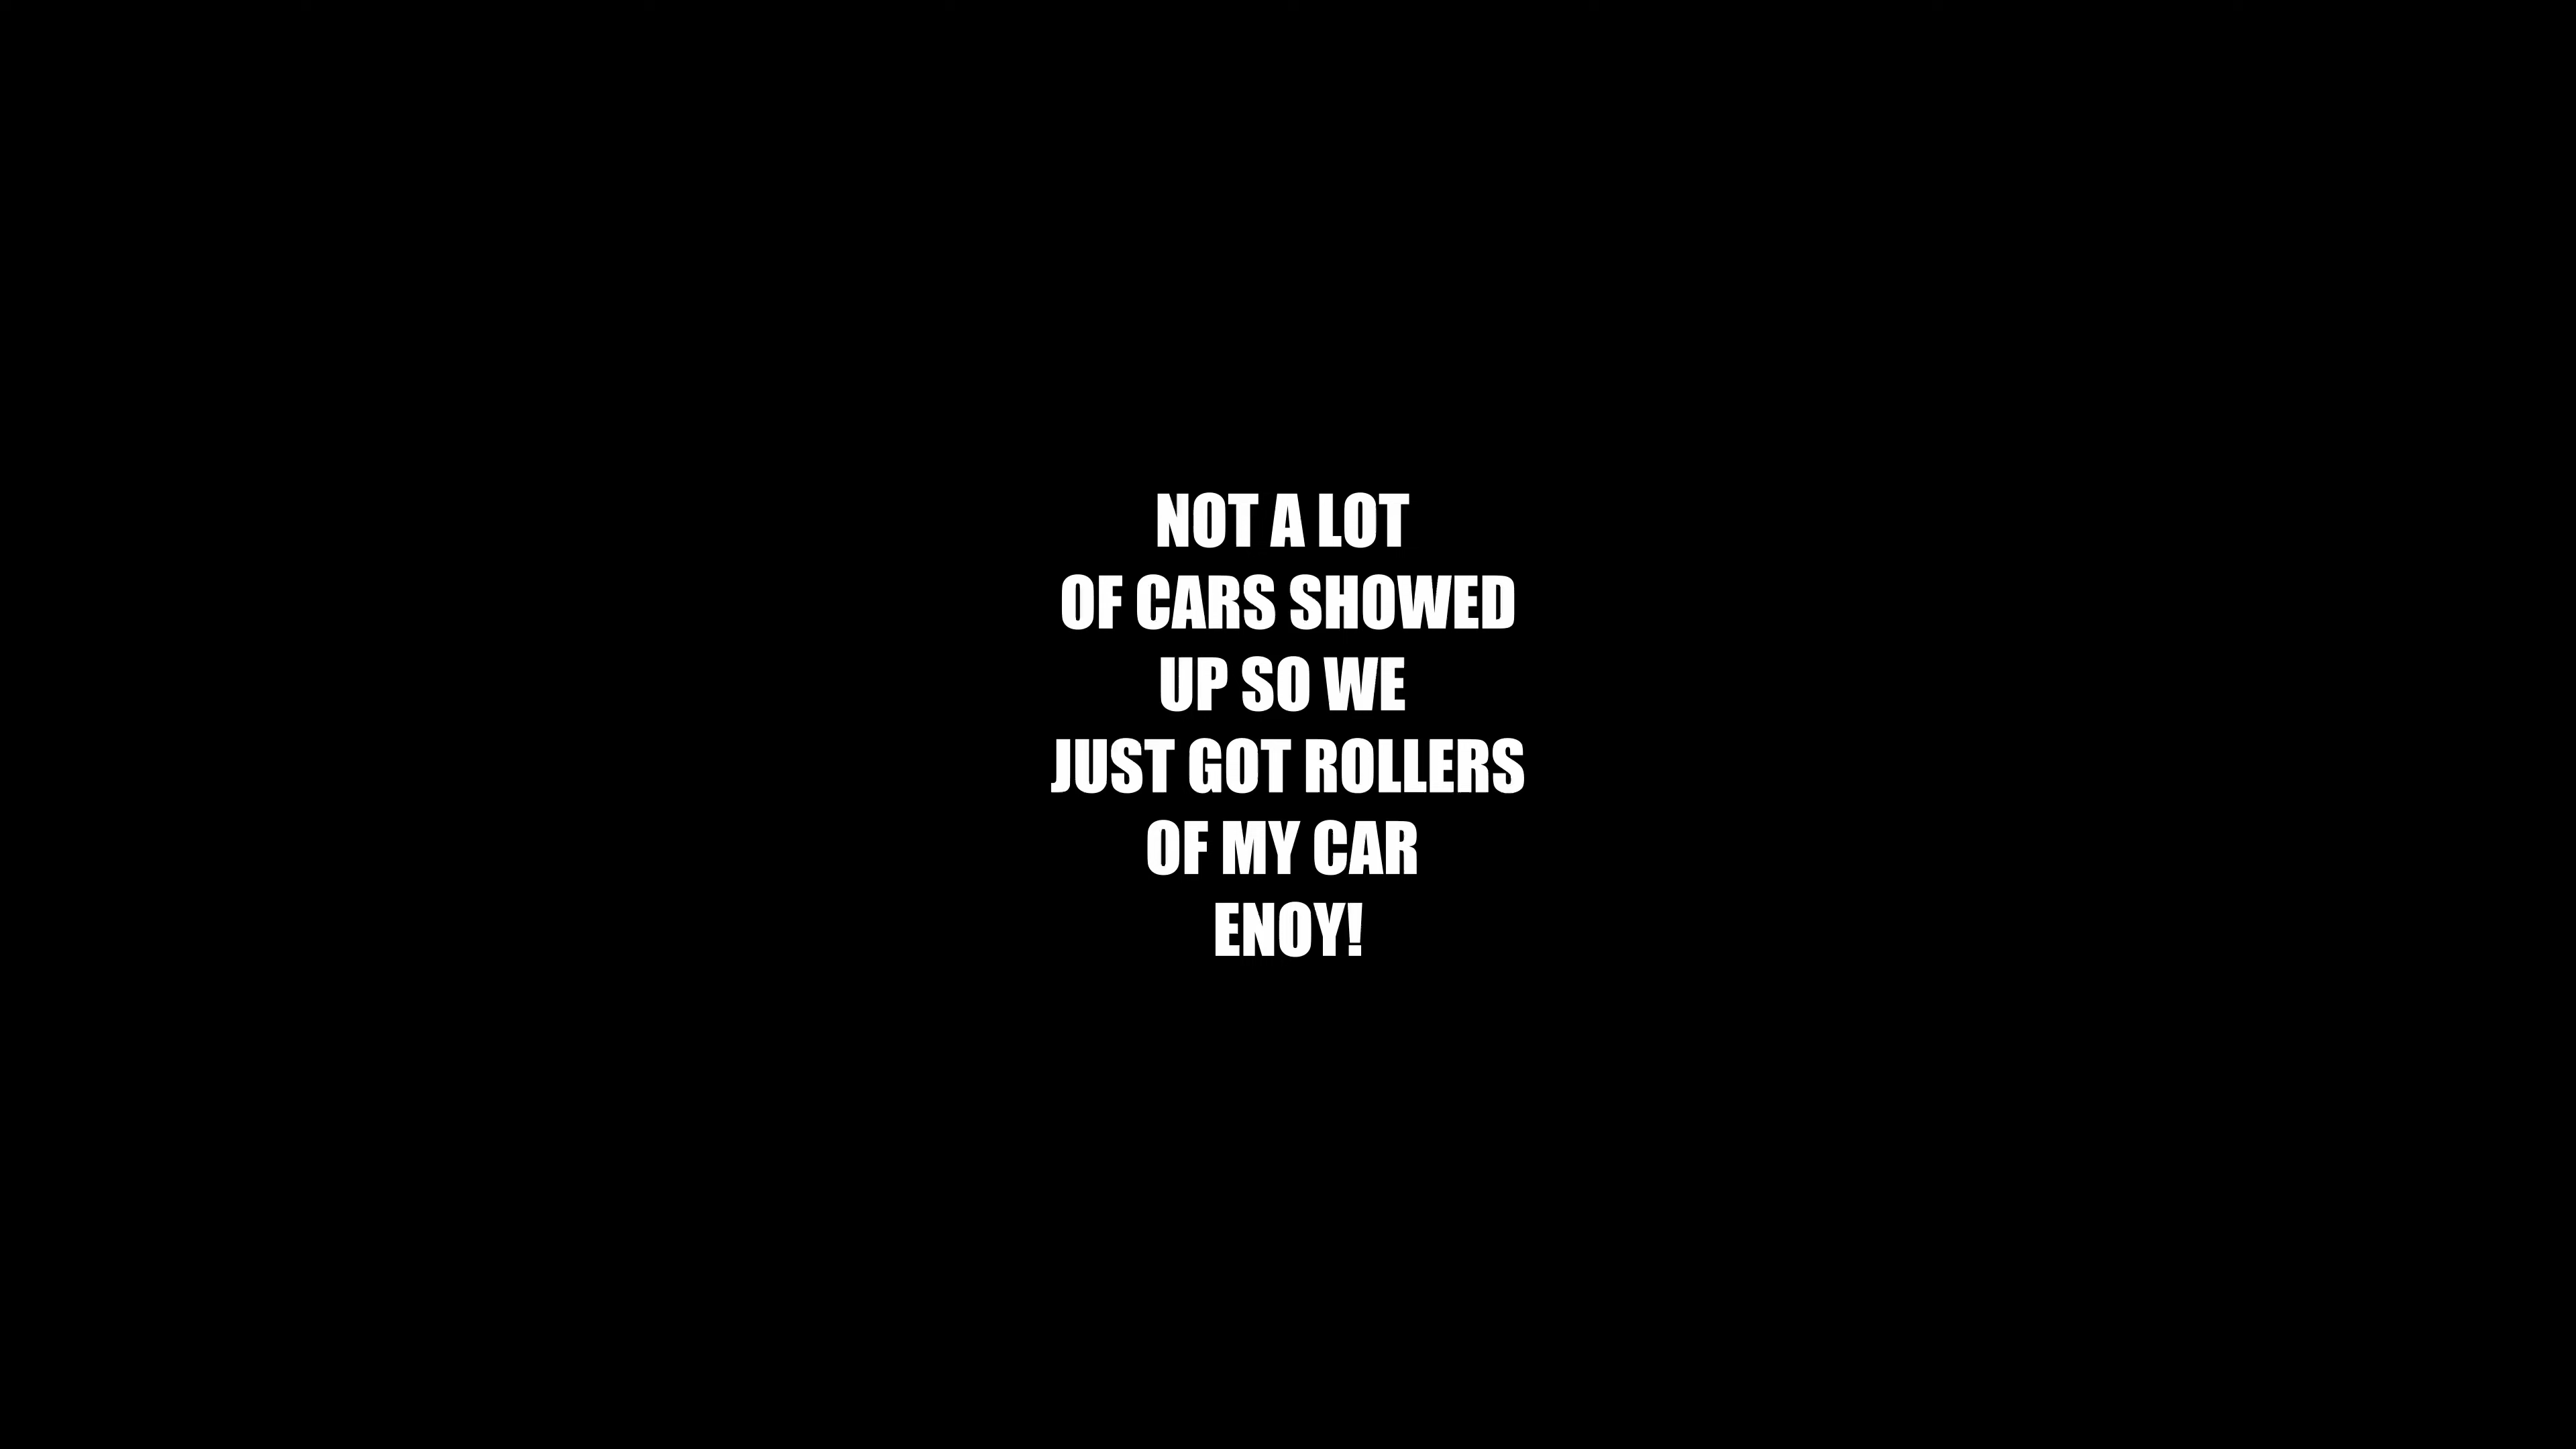 NOT A LOT
OF CARS SHOWED
UP SO WE
JUST GOT ROLLERS
OF MY CAR
ENOY!